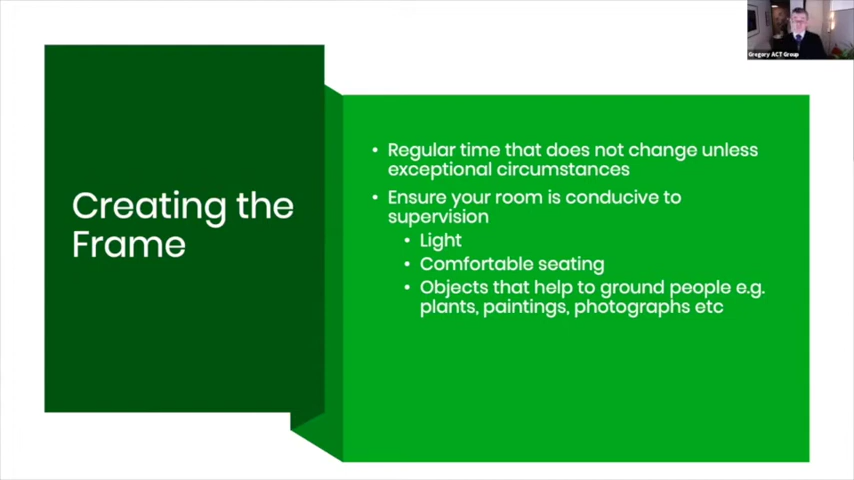 Gregory ACT Group
Creating the
Frame
• Regular time that does not change unless
exceptional circumstances
• Ensure your room is conducive to
supervision
• Light
• Comfortable seating
• Objects that help to ground people e.g.
plants, paintings, photographs etc